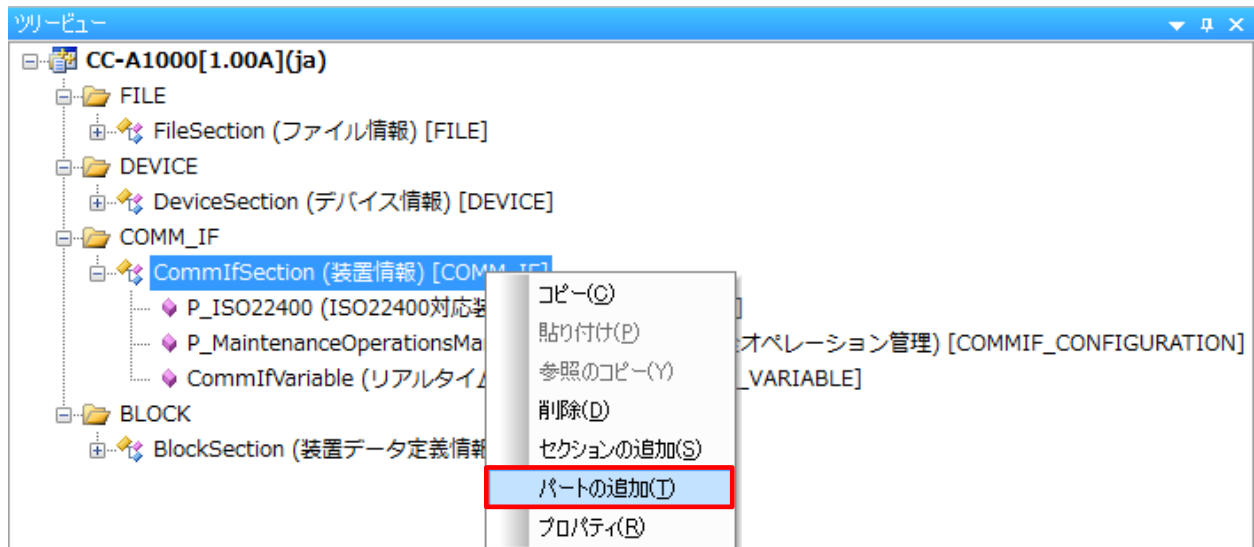 ツリービュー
CC-A1000[1.00A](ja)
FILE
FileSection (ファイル情報) [FILE]
DEVICE
DeviceSection (デバイス情報) [DEVICE]
COMM_IF
CommIfSection (装置情報) [COMM_IF]
P_ISO22400 (ISO22400対応装
P_MaintenanceOperationsMa オペレーション管理) [COMMIF_CONFIGURATION]
CommIfVariable (リアルタイム _VARIABLE]
BLOCK
BlockSection (装置データ定義情報
コピー(C)
貼り付け(P)
参照のコピー(Y)
削除(D)
セクションの追加(S)
パートの追加(T)
プロパティ(R)